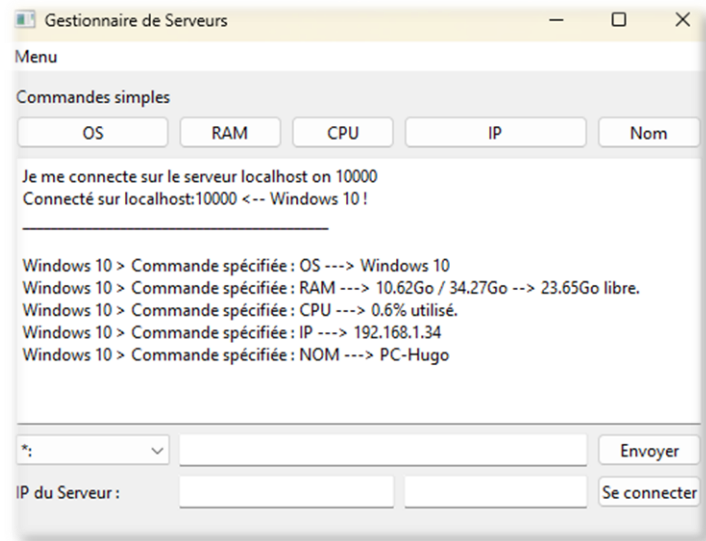 Gestionnaire de Serveurs
Menu
Commandes simples
OS RAM CPU IP Nom
Je me connecte sur le serveur localhost on 10000
Connecté sur localhost:10000 <-- Windows 10 !
________________________________________
Windows 10 > Commande spécifiée : OS ---> Windows 10
Windows 10 > Commande spécifiée : RAM ---> 10.62Go / 34.27Go --> 23.65Go libre.
Windows 10 > Commande spécifiée : CPU ---> 0.6% utilisé.
Windows 10 > Commande spécifiée : IP ---> 192.168.1.34
Windows 10 > Commande spécifiée : NOM ---> PC-Hugo
*: Envoyer
IP du Serveur : Se connecter